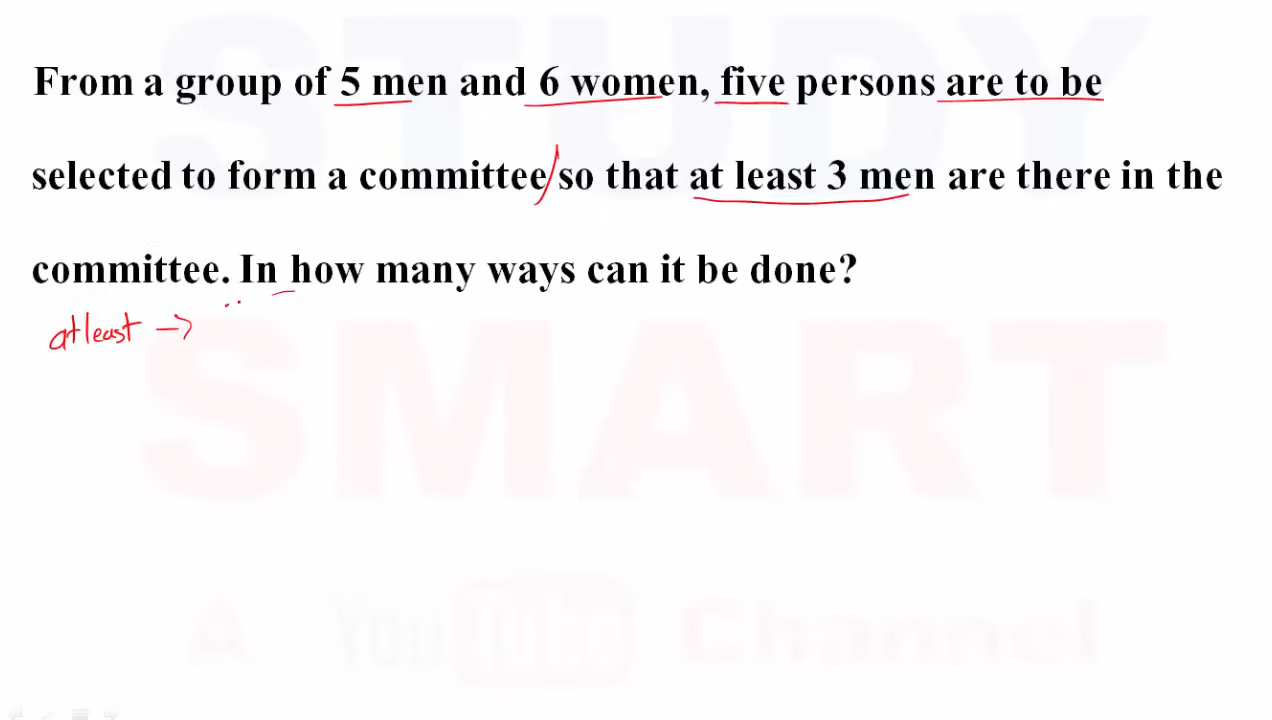 From a group of 5 men and 6 women, five persons are to be
selected to form a committee so that at least 3 men are there in the
committee. In how many ways can it be done?
atleast →
STUDY
SMART
A YouTube Channel